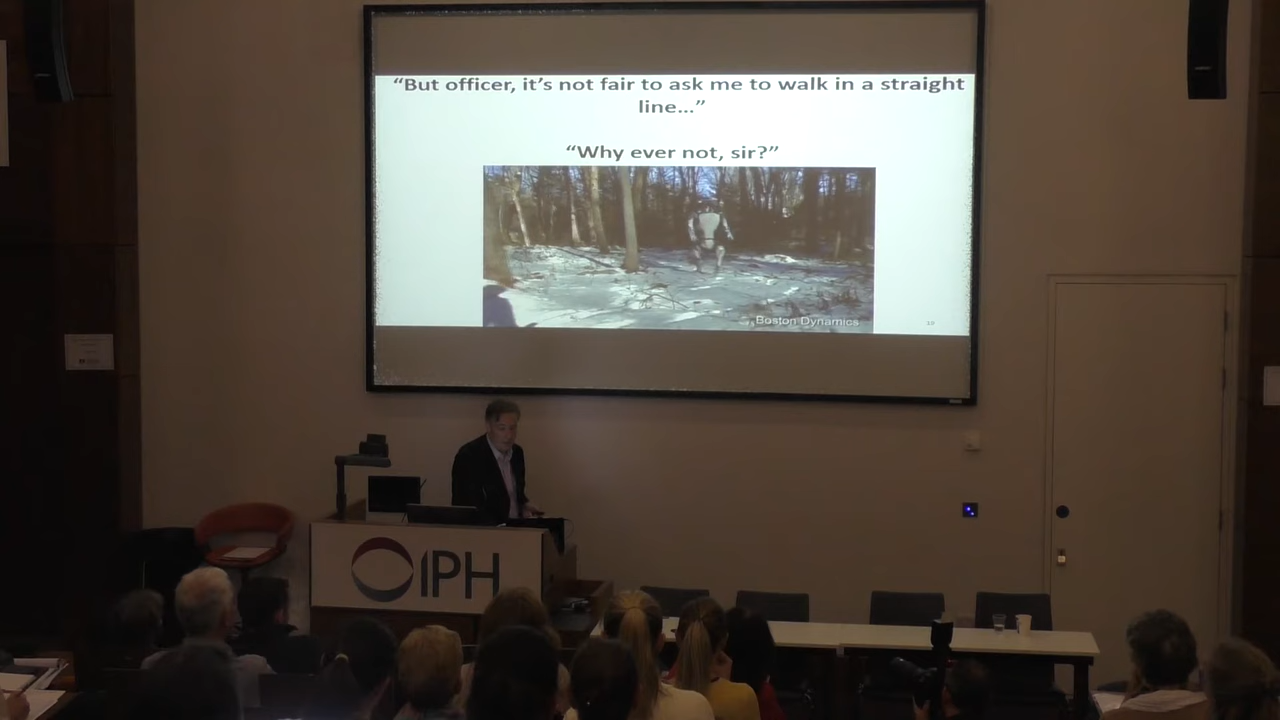 “But officer, it’s not fair to ask me to walk in a straight
line...”
“Why ever not, sir?”
Boston Dynamics
19
IPH